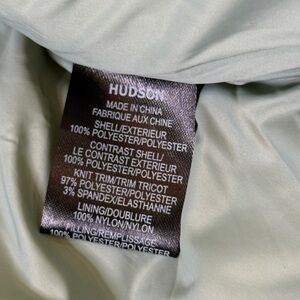 HUDSON
MADE IN CHINA
FABRIQUE AUX CHINE
SHELL/EXTERIEUR
100% POLYESTER/POLYESTER
CONTRAST SHELL/
LE CONTRAST EXTERIEUR
100% POLYESTER/POLYESTER
KNIT TRIM/TRIM TRICOT
97% POLYESTER/POLYESTER
3% SPANDEX/ELASTHANNE
LINING/DOUBLURE
100% NYLON/NYLON
FILLING/REMPLISSAGE
100% POLYESTER/POLYESTER